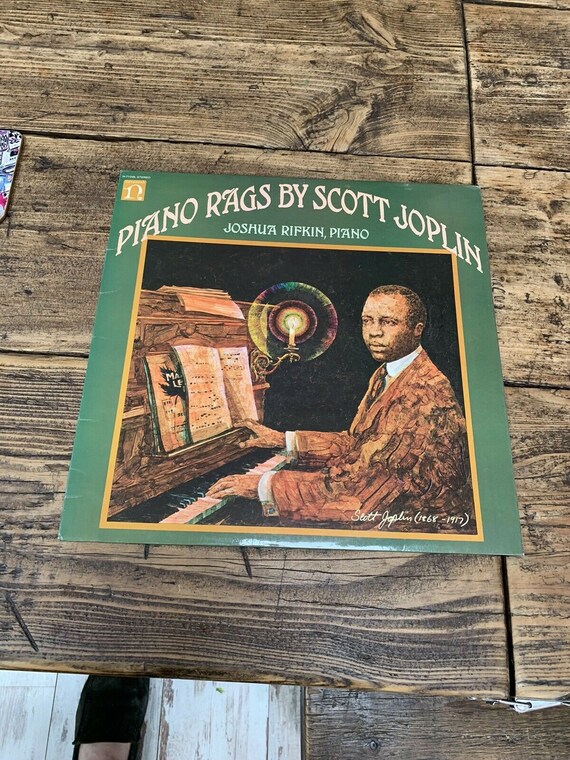 PIANO RAGS BY SCOTT JOPLIN
JOSHUA RIFKIN, PIANO
Scott Joplin (1868-1917)